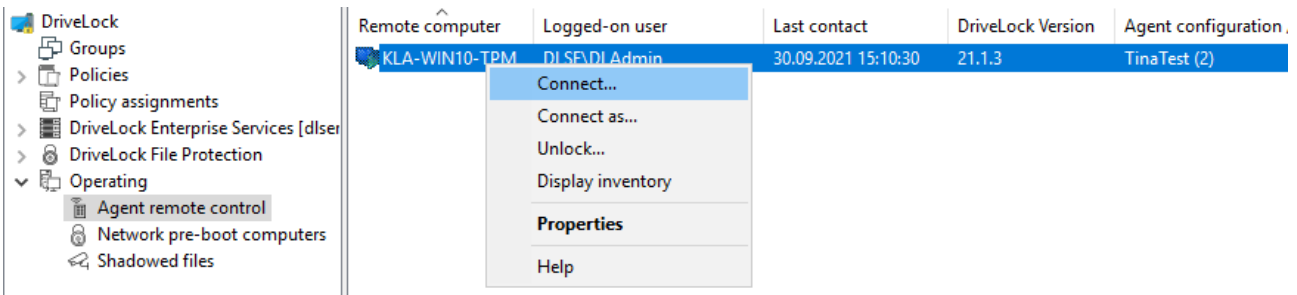 DriveLock
Groups
Policies
Policy assignments
DriveLock Enterprise Services [dlser
DriveLock File Protection
Operating
Agent remote control
Network pre-boot computers
Shadowed files
Remote computer Logged-on user Last contact DriveLock Version Agent configuration
KLA-WIN10-TPM DLSE\DLAdmin 30.09.2021 15:10:30 21.1.3 TinaTest (2)
Connect...
Connect as...
Unlock...
Display inventory
Properties
Help